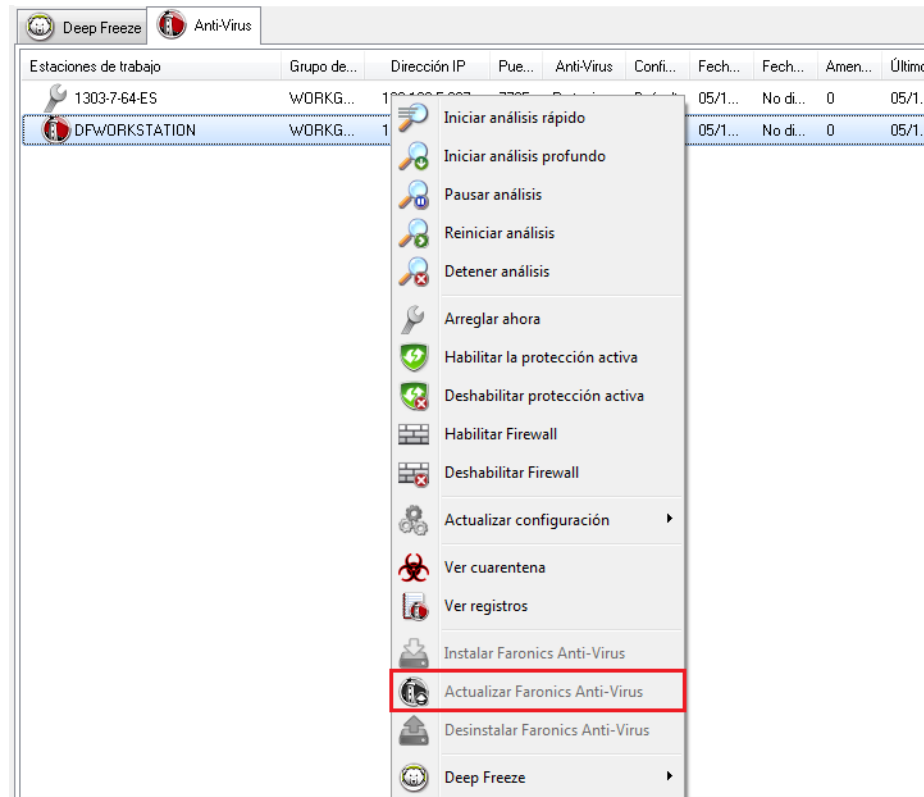 Deep Freeze Anti-Virus
Estaciones de trabajo Grupo de... Dirección IP Pue... Anti-Virus Confi... Fech... Fech... Amen... Último
1303-7-64-ES WORKG... 05/1... No di... 0 05/1...
DFWORKSTATION WORKG... 1 05/1... No di... 0 05/1...
Iniciar análisis rápido
Iniciar análisis profundo
Pausar análisis
Reiniciar análisis
Detener análisis
Arreglar ahora
Habilitar la protección activa
Deshabilitar protección activa
Habilitar Firewall
Deshabilitar Firewall
Actualizar configuración
Ver cuarentena
Ver registros
Instalar Faronics Anti-Virus
Actualizar Faronics Anti-Virus
Desinstalar Faronics Anti-Virus
Deep Freeze